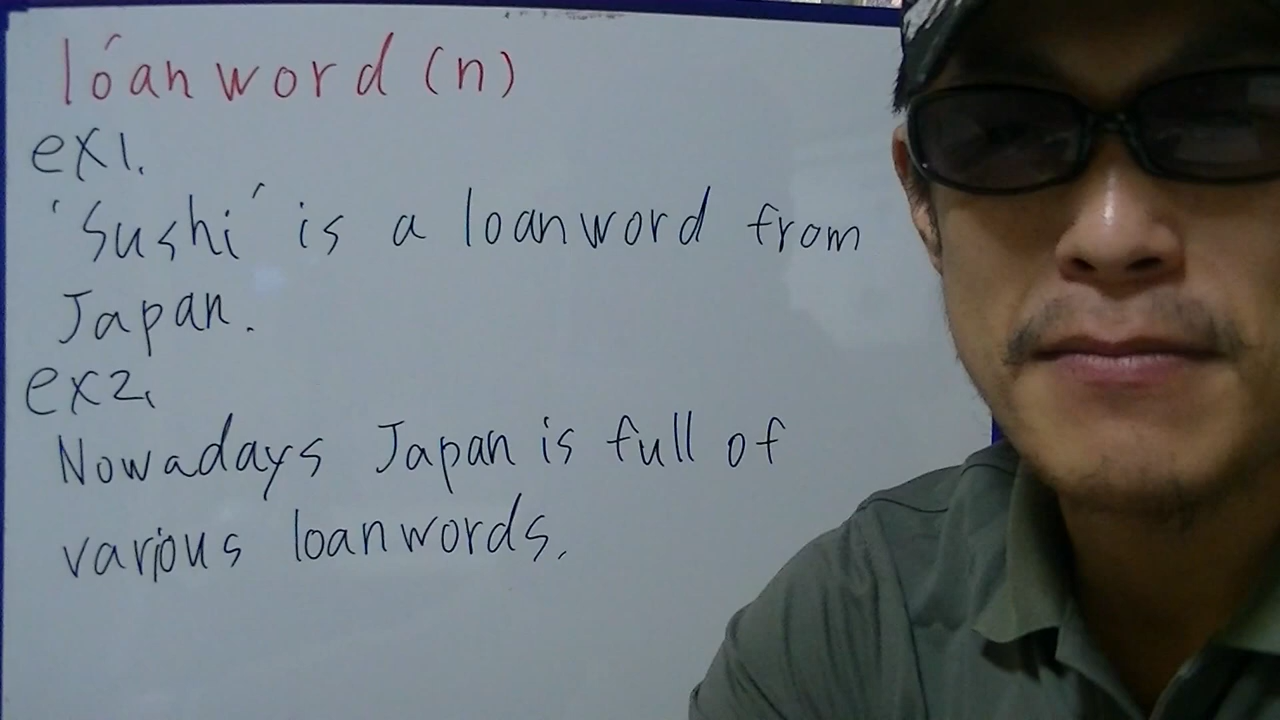 lóanword (n)
ex1.
'Sushi' is a loanword from
Japan.
ex2.
Nowadays Japan is full of
various loanwords.